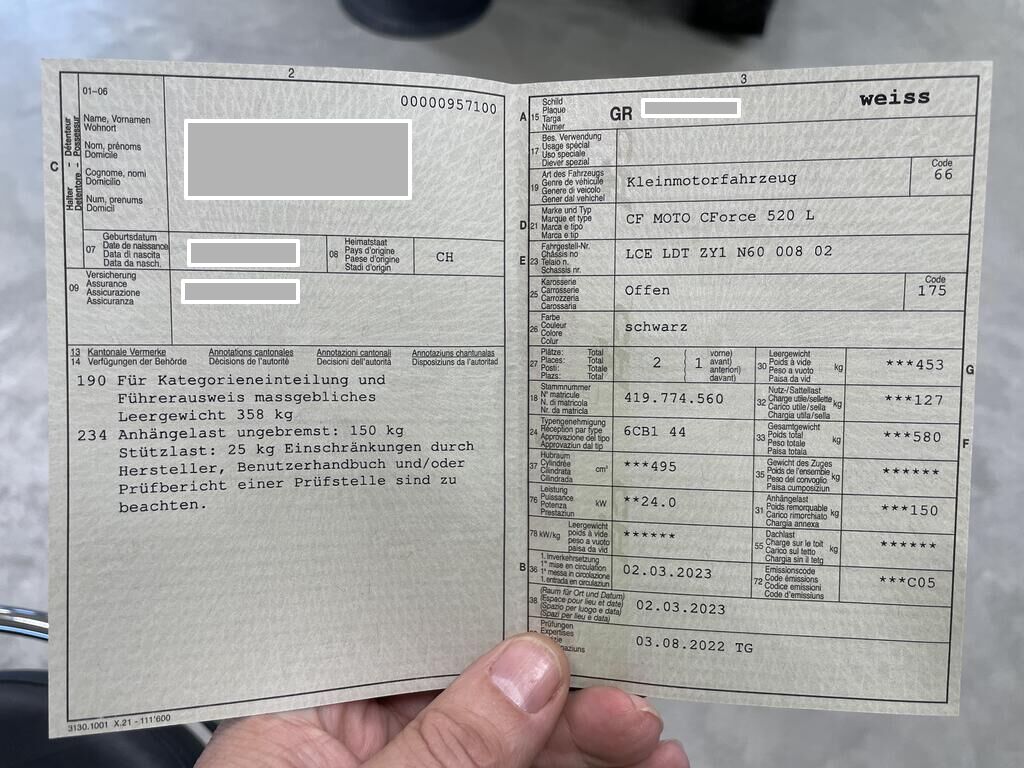 2
01-06
00000957100
C
Halter - Détenteur
Detentore - Possessur
Name, Vornamen
Wohnort
Nom, prénoms
Domicile
Cognome, nomi
Domicilio
Num, prenums
Domicil
07
Geburtsdatum
Date de naissance
Data di nascita
Data da nasch.
08
Heimatstaat
Pays d'origine
Paese d'origine
Stadi d'origin
CH
09
Versicherung
Assurance
Assicurazione
Assicuranza
13 Kantonale Vermerke Annotations cantonales Annotazioni cantonali Annotaziuns chantunalas
14 Verfügungen der Behörde Décisions de l'autorité Decisioni dell'autorità Disposiziuns da l'autoritad
190 Für Kategorieneinteilung und
Führerausweis massgebliches
Leergewicht 358 kg
234 Anhängelast ungebremst: 150 kg
Stützlast: 25 kg Einschränkungen durch
Hersteller, Benutzerhandbuch und/oder
Prüfbericht einer Prüfstelle sind zu
beachten.
3130.1001 X.21 - 111'600
3
A 15
Schild
Plaque
Targa
Numer
GR
weiss
17
Bes. Verwendung
Usage spécial
Uso speciale
Diever spezial
19
Art des Fahrzeugs
Genre de véhicule
Genere di veicolo
Gener dal vehichel
Kleinmotorfahrzeug
Code
66
D 21
Marke und Typ
Marque et type
Marca e tipo
Marca e tip
CF MOTO CForce 520 L
E 23
Fahrgestell-Nr.
Châssis no
Telaio n.
Schassis nr.
LCE LDT ZY1 N60 008 02
25
Karosserie
Carrosserie
Carrozzeria
Carossaria
Offen
Code
175
26
Farbe
Couleur
Colore
Colur
schwarz
27
Plätze: Total
Places: Total
Posti: Totale
Plazs: Total
2 ( 1
vorne)
avant)
anteriori)
davant)
30
Leergewicht
Poids à vide
Peso a vuoto
Paisa da vid
kg
***453
G
18
Stammnummer
N° matricule
N. di matricola
Nr. da matricla
419.774.560
32
Nutz-/Sattellast
Charge utile/sellette
Carico utile/sella
Chargia utila/sella
kg
***127
24
Typengenehmigung
Réception par type
Approvazione del tipo
Approvaziun dal tip
6CB1 44
33
Gesamtgewicht
Poids total
Peso totale
Paisa totala
kg
***580
F
37
Hubraum
Cylindrée
Cilindrata
Cilindrada
cm³
***495
35
Gewicht des Zuges
Poids de l'ensemble
Peso del convoglio
Paisa cumposiziun
kg
******
76
Leistung
Puissance
Potenza
Prestaziun
kW
**24.0
31
Anhängelast
Poids remorquable
Carico rimorchiato
Chargia annexa
kg
***150
78 kW/kg
Leergewicht
poids à vide
peso a vuoto
paisa da vid
******
55
Dachlast
Charge sur le toit
Carico sul tetto
Chargia sin il tetg
kg
******
B 36
1. Inverkehrsetzung
1re mise en circulation
1a messa in circolazione
1. entrada en circulaziun
02.03.2023
72
Emissionscode
Code émissions
Codice emissioni
Code d'emissiuns
***C05
38
(Raum für Ort und Datum)
(Espace pour lieu et date)
(Spazio per luogo e data)
(Spazi per lieu e data)
02.03.2023
Prüfungen
Expertises
03.08.2022 TG